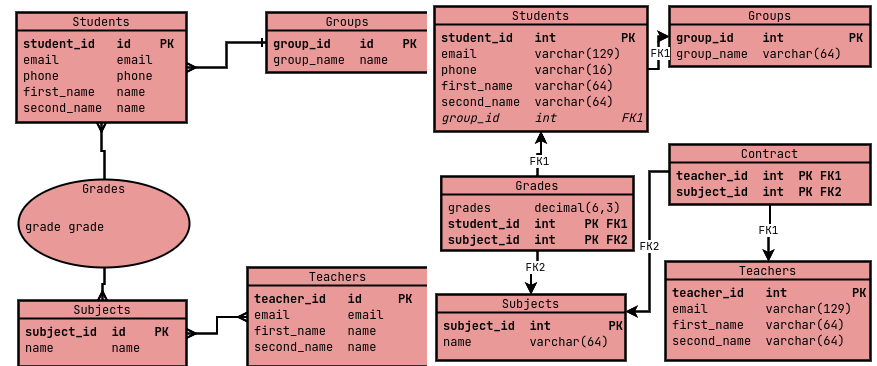 Students
student_id id PK
email email
phone phone
first_name name
second_name name
Groups
group_id id PK
group_name name
Grades
grade grade
Subjects
subject_id id PK
name name
Teachers
teacher_id id PK
email email
first_name name
second_name name
Students
student_id int PK
email varchar(129)
phone varchar(16)
first_name varchar(64)
second_name varchar(64)
group_id int FK1
FK1
Groups
group_id int PK
group_name varchar(64)
FK1
Grades
grades decimal(6,3)
student_id int PK FK1
subject_id int PK FK2
FK2
Subjects
subject_id int PK
name varchar(64)
Contract
teacher_id int PK FK1
subject_id int PK FK2
FK1
FK2
Teachers
teacher_id int PK
email varchar(129)
first_name varchar(64)
second_name varchar(64)